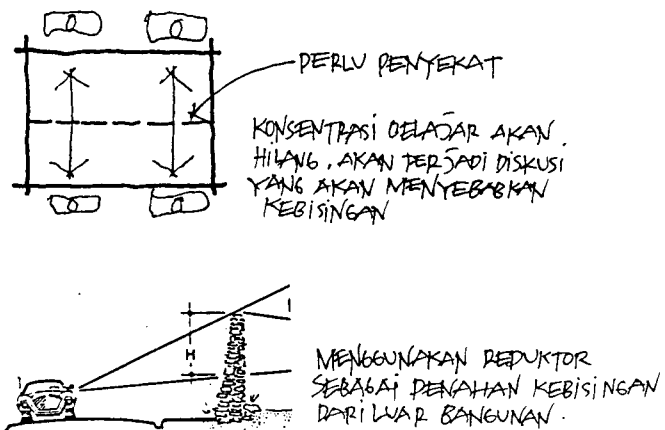 PERLU PENYEKAT
KONSENTRASI BELAJAR AKAN
HILANG, AKAN TERJADI DISKUSI
YANG AKAN MENYEBABKAN
KEBISINGAN
H
MENGGUNAKAN REDUKTOR
SEBAGAI PENAHAN KEBISINGAN
DARI LUAR BANGUNAN.